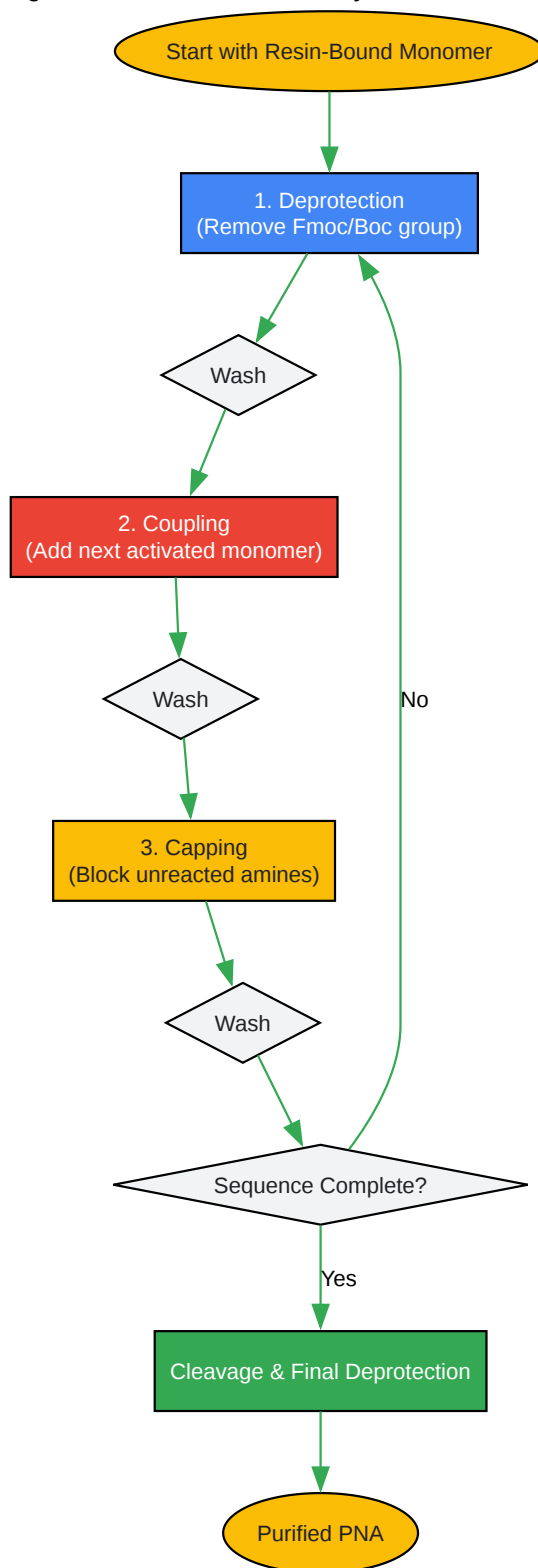 Start with Resin-Bound Monomer
1. Deprotection
(Remove Fmoc/Boc group)
Wash
2. Coupling
(Add next activated monomer)
Wash
No
3. Capping
(Block unreacted amines)
Wash
Sequence Complete?
Yes
Cleavage & Final Deprotection
Purified PNA